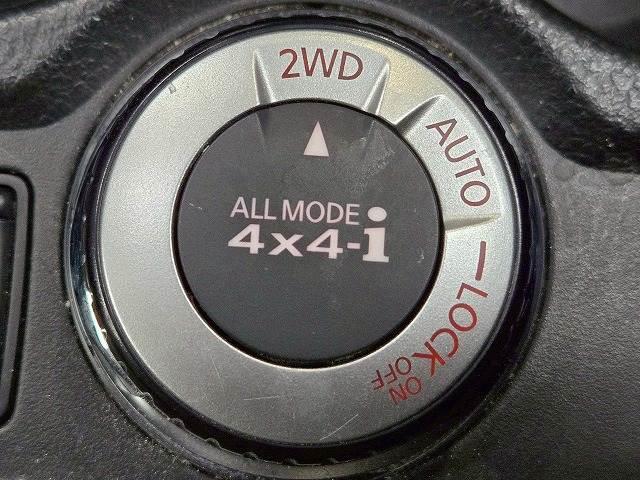 2WD
AUTO
LOCK
ON
OFF
ALL MODE
4x4-i